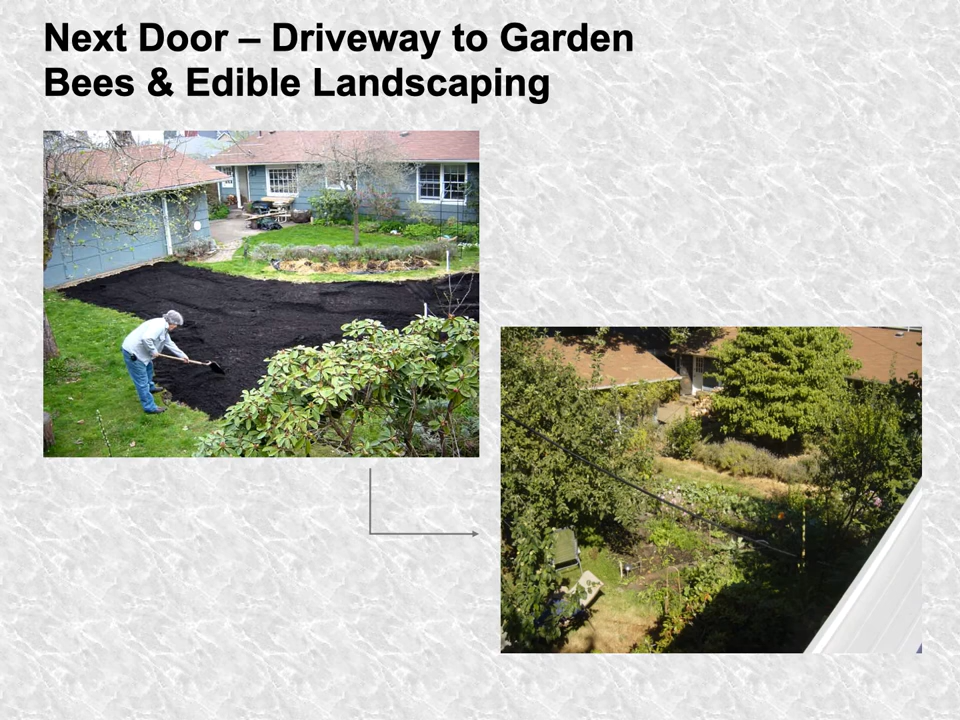 Next Door – Driveway to Garden
Bees & Edible Landscaping